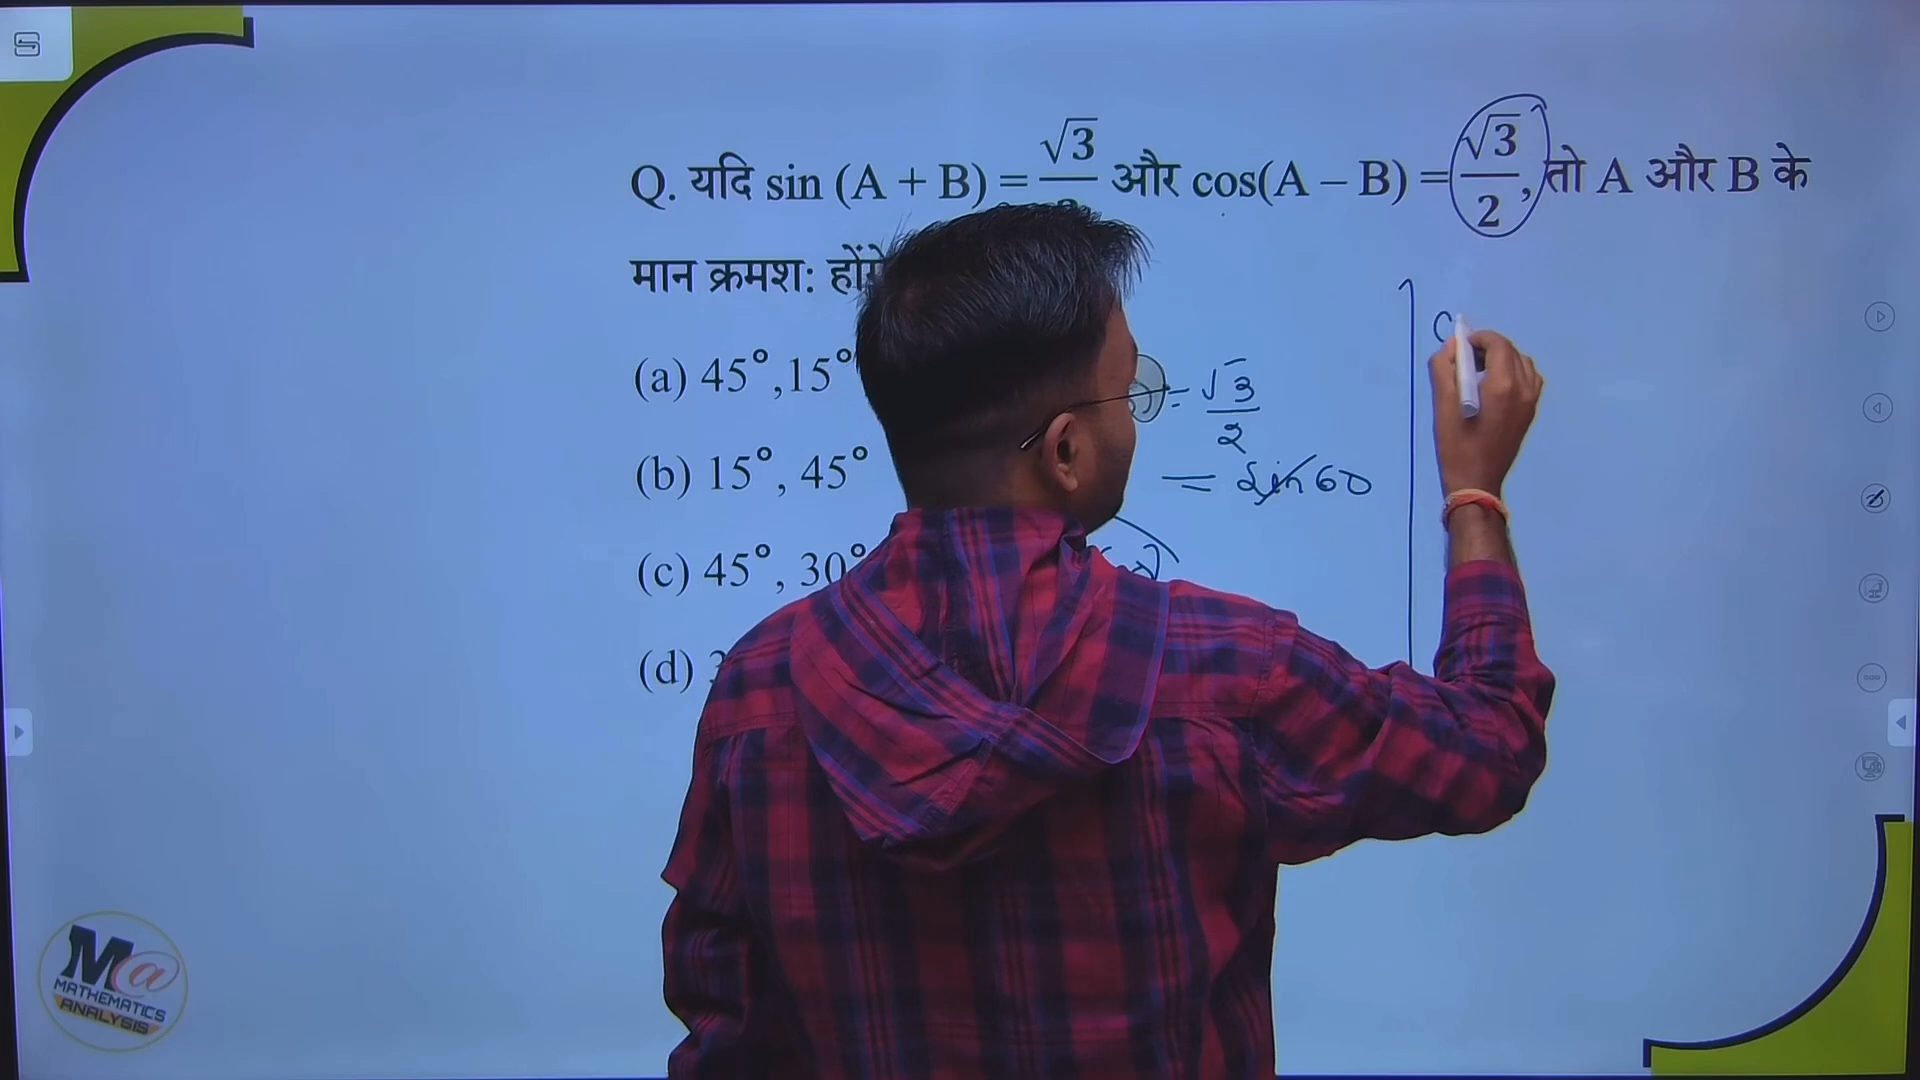 Q. यदि sin (A + B) = √3 और cos(A – B) = √3/2, तो A और B के
मान क्रमश: होंगे
(a) 45°,15°
(b) 15°, 45°
(c) 45°, 30°
(d)
= √3/2
= sin 60
Ma
MATHEMATICS
ANALYSIS